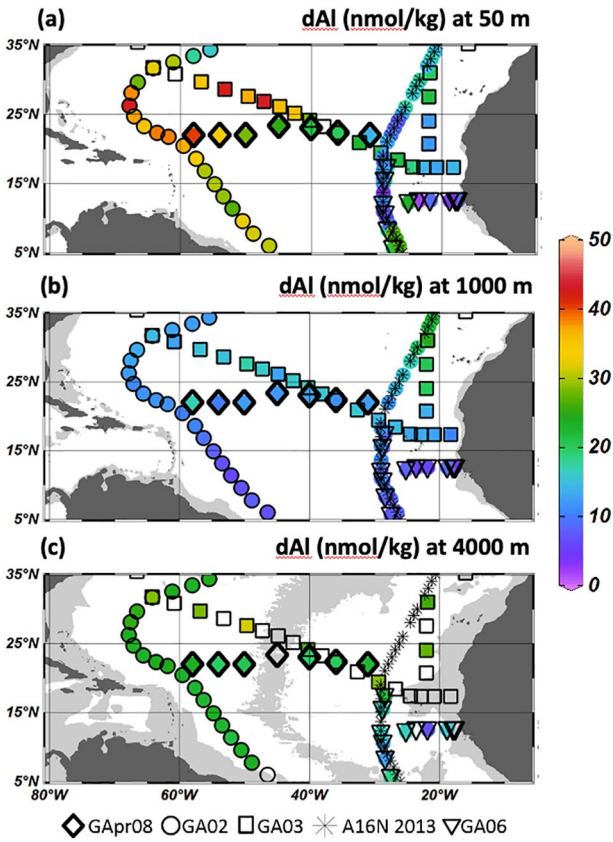 (a) dAl (nmol/kg) at 50 m
35°N
25°N
15°N
5°N
(b) dAl (nmol/kg) at 1000 m
35°N
25°N
15°N
5°N
(c) dAl (nmol/kg) at 4000 m
35°N
25°N
15°N
5°N
80°W 60°W 40°W 20°W
50
40
30
20
10
0
GApr08 GA02 GA03 A16N 2013 GA06